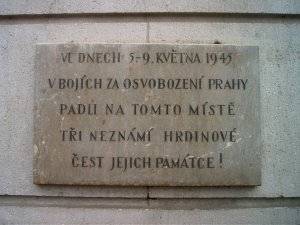 VE DNECH 5-9. KVĚTNA 1945
V BOJÍCH ZA OSVOBOZENÍ PRAHY
PADLI NA TOMTO MÍSTĚ
TŘI NEZNÁMÍ HRDINOVÉ
ČEST JEJICH PAMÁTCE!